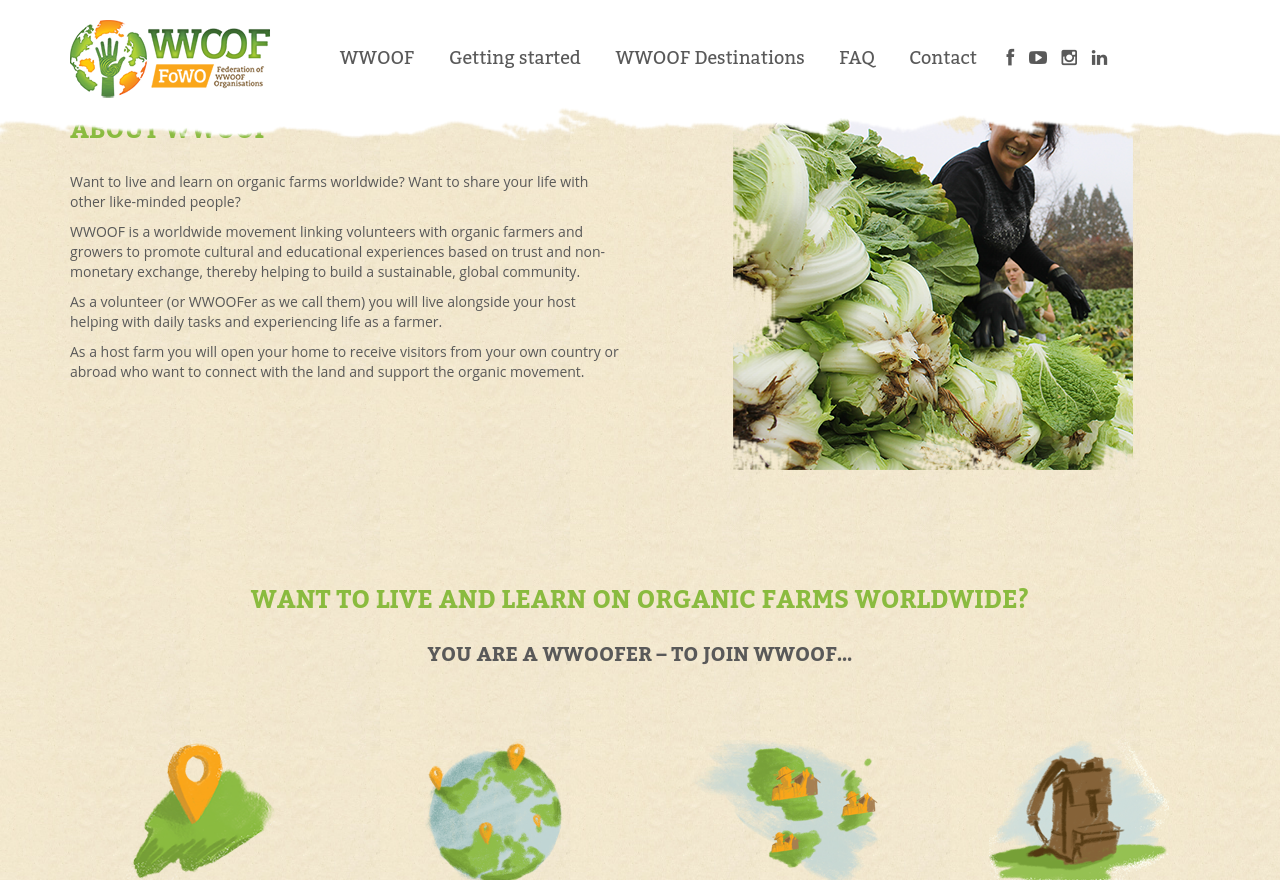 WWOOF
FoWO
Federation of
WWOOF
Organisations
WWOOF Getting started WWOOF Destinations FAQ Contact
ABOUT WWOOF
Want to live and learn on organic farms worldwide? Want to share your life with
other like-minded people?
WWOOF is a worldwide movement linking volunteers with organic farmers and
growers to promote cultural and educational experiences based on trust and non-
monetary exchange, thereby helping to build a sustainable, global community.
As a volunteer (or WWOOFer as we call them) you will live alongside your host
helping with daily tasks and experiencing life as a farmer.
As a host farm you will open your home to receive visitors from your own country or
abroad who want to connect with the land and support the organic movement.
WANT TO LIVE AND LEARN ON ORGANIC FARMS WORLDWIDE?
YOU ARE A WWOOFER – TO JOIN WWOOF…